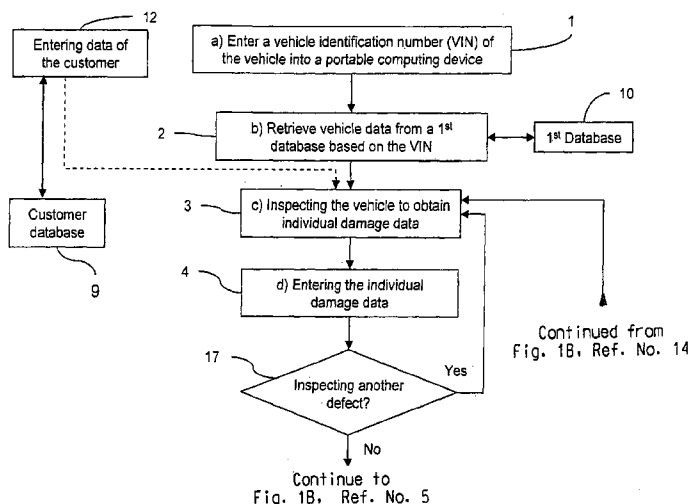 12
Entering data of
the customer
1
a) Enter a vehicle identification number (VIN) of
the vehicle into a portable computing device
10
2
b) Retrieve vehicle data from a 1st
database based on the VIN
1st Database
3
c) Inspecting the vehicle to obtain
individual damage data
Customer
database
9
4
d) Entering the individual
damage data
Continued from
Fig. 1B, Ref. No. 14
17
Yes
Inspecting another
defect?
No
Continue to
Fig. 1B, Ref. No. 5